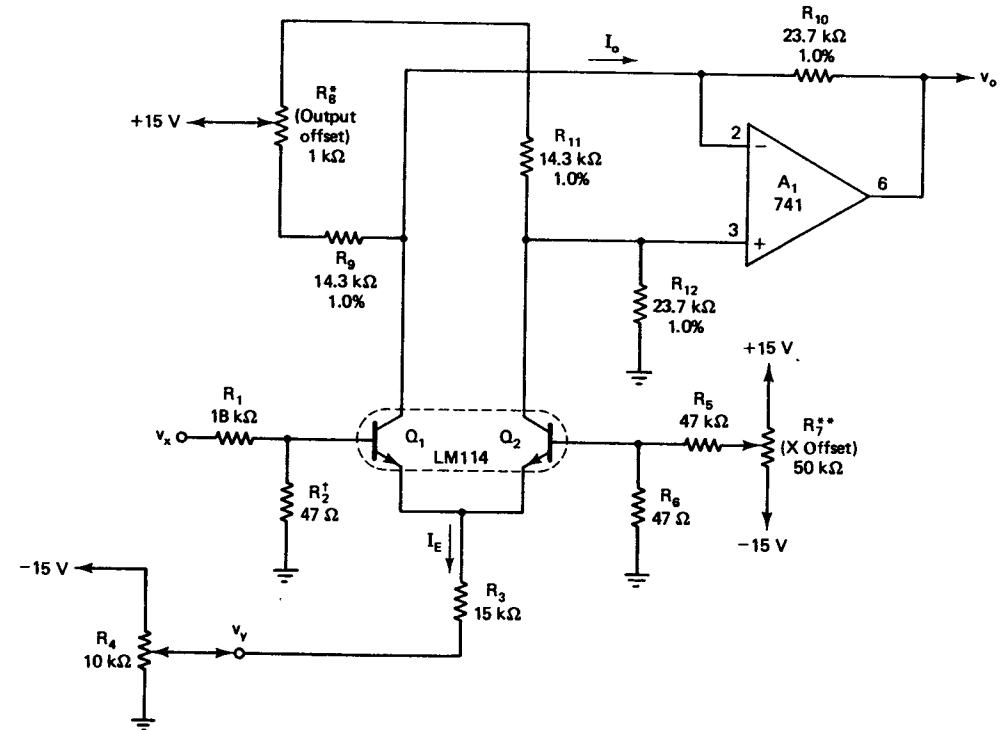 R10
23.7 kΩ
1.0%
Io
vo
R8*
(Output
offset)
1 kΩ
+15 V
R11
14.3 kΩ
1.0%
2
−
A1
741
6
3
+
R9
14.3 kΩ
1.0%
R12
23.7 kΩ
1.0%
+15 V
R1
18 kΩ
vx
Q1
Q2
LM114
R5
47 kΩ
R7**
(X Offset)
50 kΩ
R2†
47 Ω
R6
47 Ω
−15 V
IE
−15 V
R3
15 kΩ
R4
10 kΩ
vy